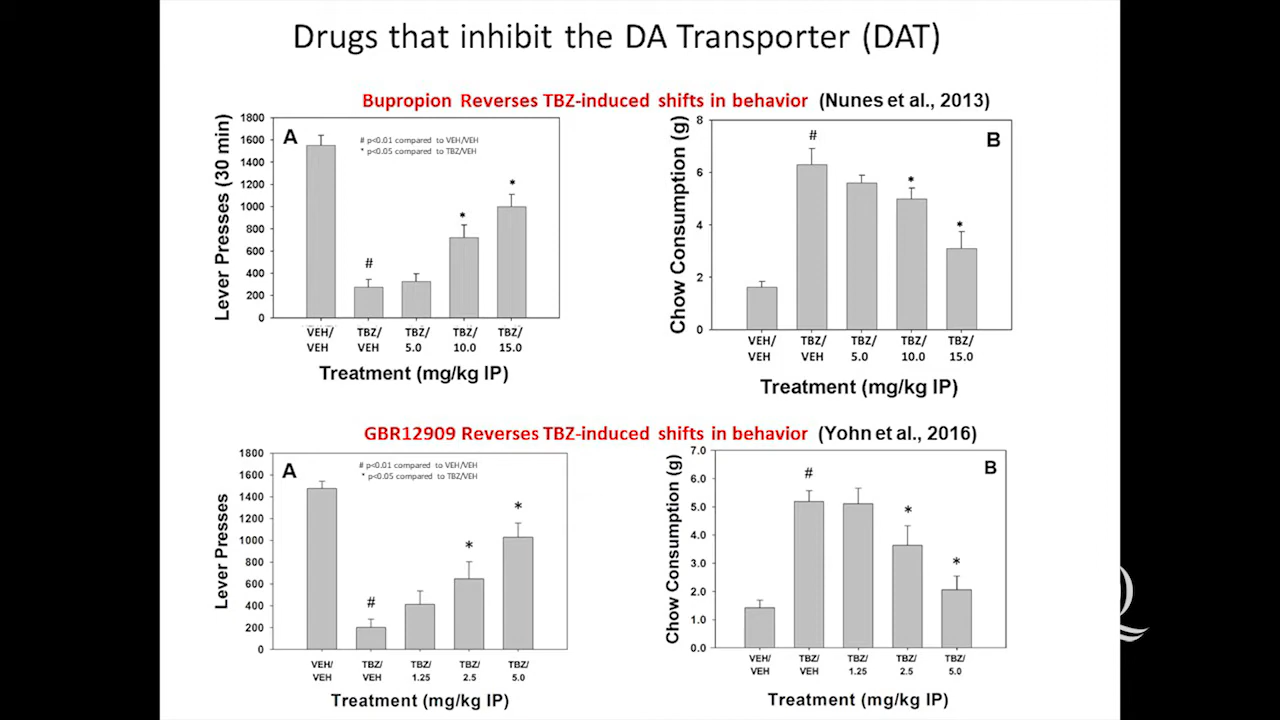 Drugs that inhibit the DA Transporter (DAT)
Bupropion Reverses TBZ-induced shifts in behavior (Nunes et al., 2013)
Lever Presses (30 min)
1800
1600
1400
1200
1000
800
600
400
200
0
A
# p<0.01 compared to VEH/VEH
* p<0.05 compared to TBZ/VEH
#
*
*
VEH/ TBZ/ TBZ/ TBZ/ TBZ/
VEH VEH 5.0 10.0 15.0
Treatment (mg/kg IP)
Chow Consumption (g)
8
6
4
2
0
B
#
*
*
VEH/ TBZ/ TBZ/ TBZ/ TBZ/
VEH VEH 5.0 10.0 15.0
Treatment (mg/kg IP)
GBR12909 Reverses TBZ-induced shifts in behavior (Yohn et al., 2016)
Lever Presses
1800
1600
1400
1200
1000
800
600
400
200
0
A
# p<0.01 compared to VEH/VEH
* p<0.05 compared to TBZ/VEH
#
*
*
VEH/ TBZ/ TBZ/ TBZ/ TBZ/
VEH VEH 1.25 2.5 5.0
Treatment (mg/kg IP)
Chow Consumption (g)
7.0
6.0
5.0
4.0
3.0
2.0
1.0
0.0
B
#
*
*
VEH/ TBZ/ TBZ/ TBZ/ TBZ/
VEH VEH 1.25 2.5 5.0
Treatment (mg/kg IP)